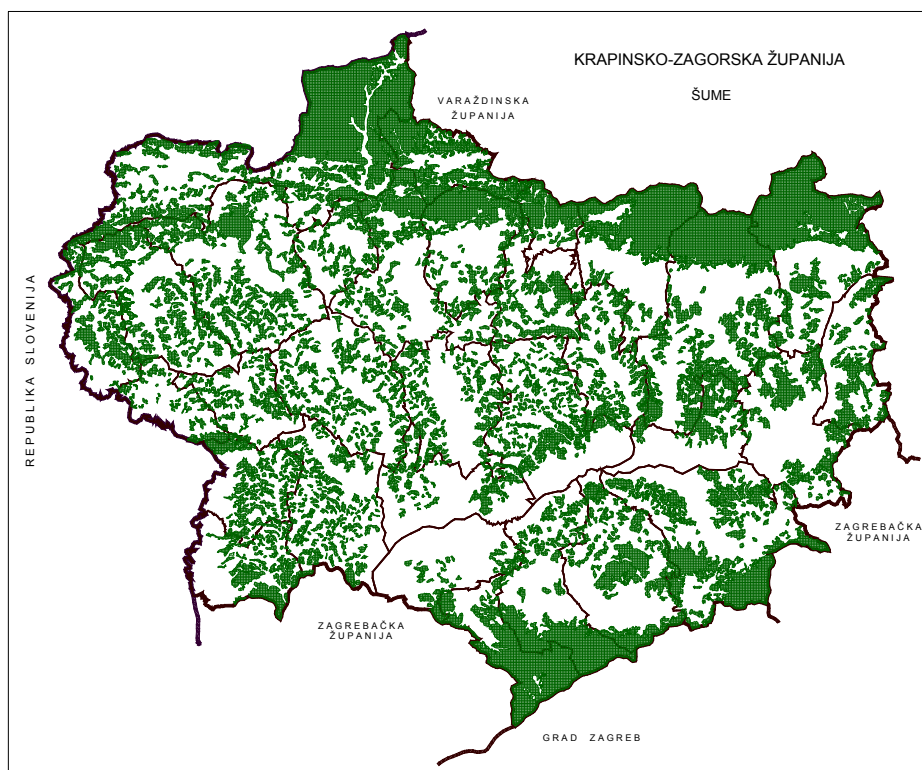 KRAPINSKO-ZAGORSKA ŽUPANIJA
ŠUME
VARAŽDINSKA
ŽUPANIJA
REPUBLIKA SLOVENIJA
ZAGREBAČKA
ŽUPANIJA
ZAGREBAČKA
ŽUPANIJA
GRAD ZAGREB